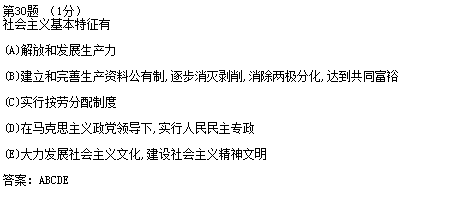 第30题 （1分）
社会主义基本特征有
(A)解放和发展生产力
(B)建立和完善生产资料公有制,逐步消灭剥削,消除两极分化,达到共同富裕
(C)实行按劳分配制度
(D)在马克思主义政党领导下,实行人民民主专政
(E)大力发展社会主义文化,建设社会主义精神文明
答案: ABCDE